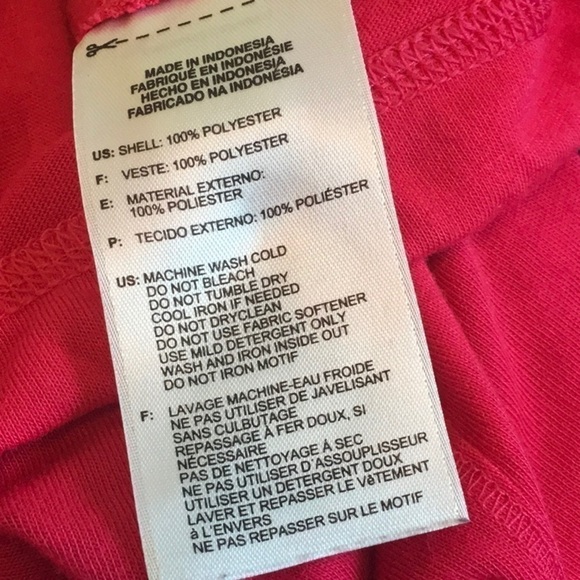 MADE IN INDONESIA
FABRIQUÉ EN INDONÉSIE
HECHO EN INDONESIA
FABRICADO NA INDONÉSIA
US: SHELL: 100% POLYESTER
F: VESTE: 100% POLYESTER
E: MATERIAL EXTERNO:
100% POLIESTER
P: TECIDO EXTERNO: 100% POLIÉSTER
US: MACHINE WASH COLD
DO NOT BLEACH
DO NOT TUMBLE DRY
COOL IRON IF NEEDED
DO NOT DRYCLEAN
DO NOT USE FABRIC SOFTENER
USE MILD DETERGENT ONLY
WASH AND IRON INSIDE OUT
DO NOT IRON MOTIF
F: LAVAGE MACHINE-EAU FROIDE
NE PAS UTILISER DE JAVELISANT
SANS CULBUTAGE
REPASSAGE À FER DOUX, SI
NÉCESSAIRE
PAS DE NETTOYAGE À SEC
NE PAS UTILISER D'ASSOUPLISSEUR
UTILISER UN DETERGENT DOUX
LAVER ET REPASSER LE VêTEMENT
à L'ENVERS
NE PAS REPASSER SUR LE MOTIF